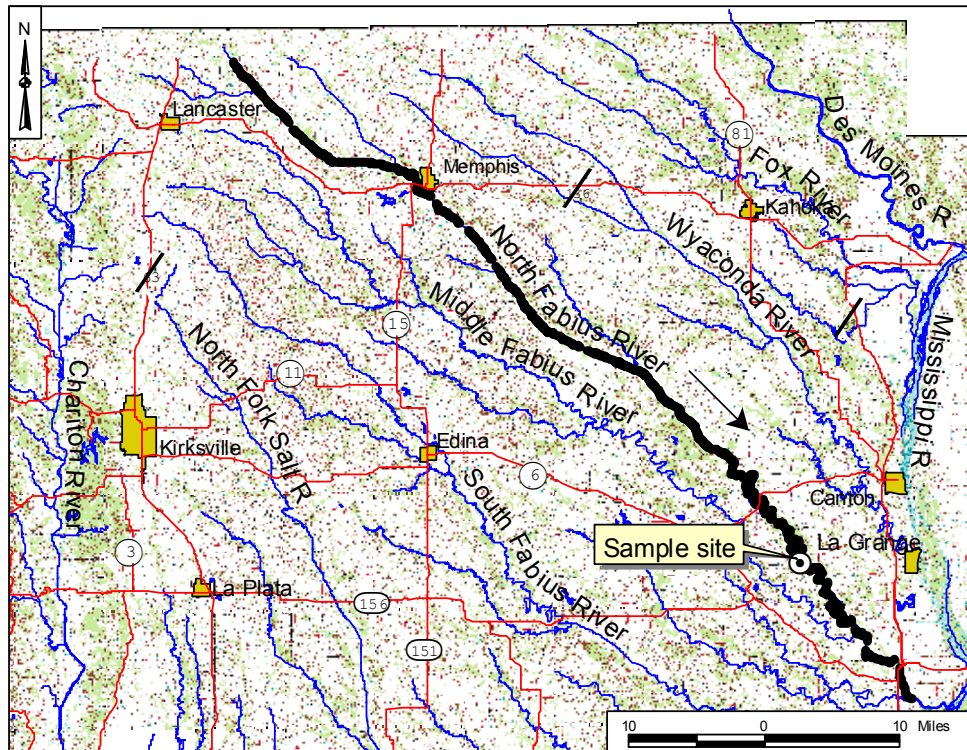 N
Lancaster
Memphis
81
Fox River
Des Moines R
Kahoka
Wyaconda River
North Fabius River
Middle Fabius River
15
Mississippi R
North Fork Salt R
11
Chariton River
Kirksville
Edina
6
South Fabius River
Canton
Sample site
La Grange
3
La Plata
156
151
10 0 10 Miles